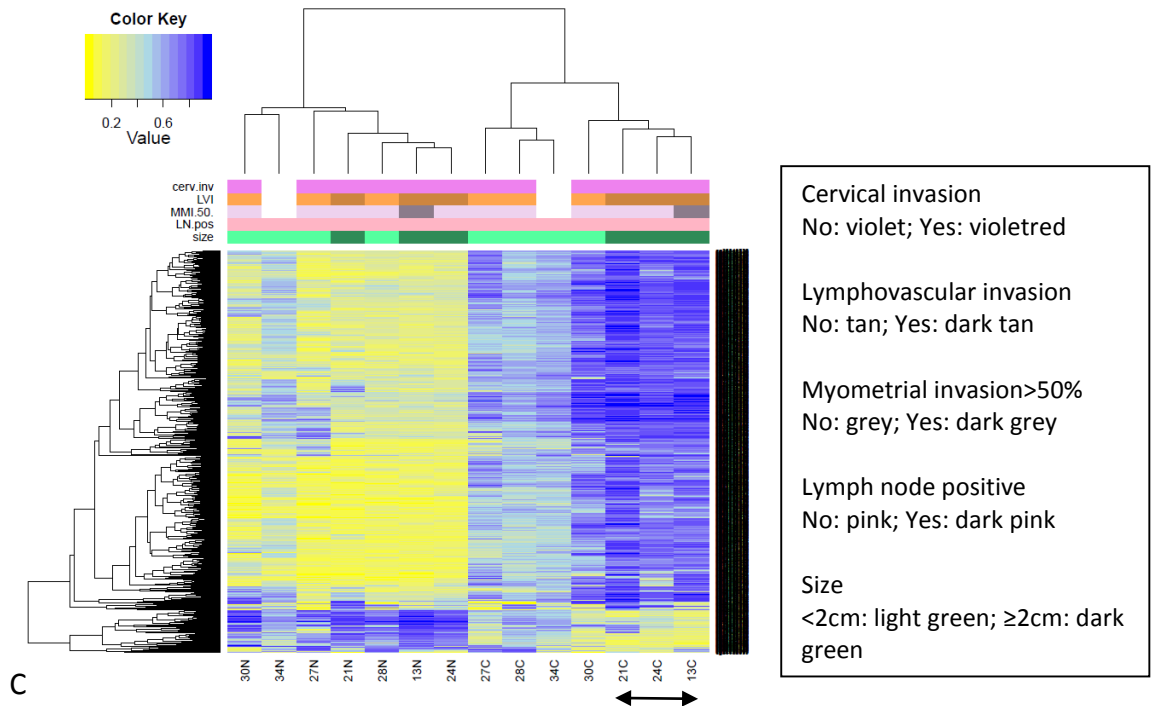 Color Key
0.2 0.6
Value
cerv.inv
LVI
MMI.50.
LN.pos
size
30N 34N 27N 21N 28N 13N 24N 27C 28C 34C 30C 21C 24C 13C
C
Cervical invasion
No: violet; Yes: violetred
Lymphovascular invasion
No: tan; Yes: dark tan
Myometrial invasion>50%
No: grey; Yes: dark grey
Lymph node positive
No: pink; Yes: dark pink
Size
<2cm: light green; ≥2cm: dark
green